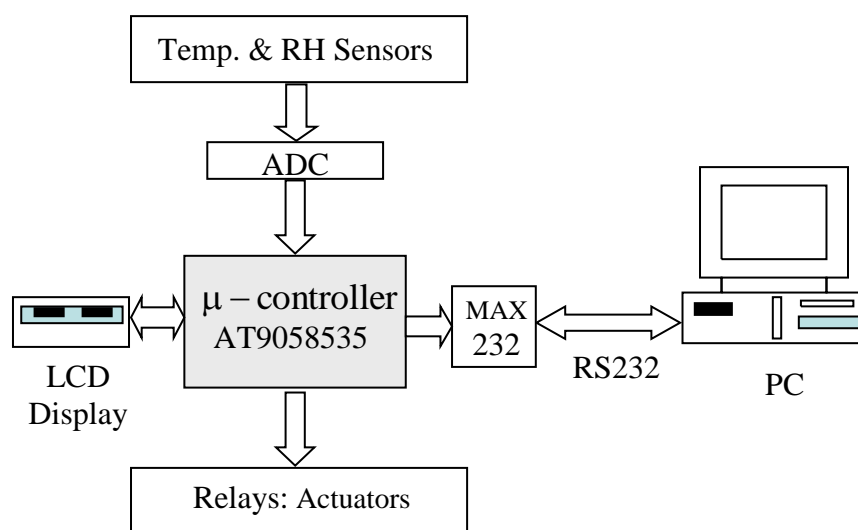 Temp. & RH Sensors
ADC
μ – controller
AT9058535
MAX
232
RS232
PC
LCD
Display
Relays: Actuators